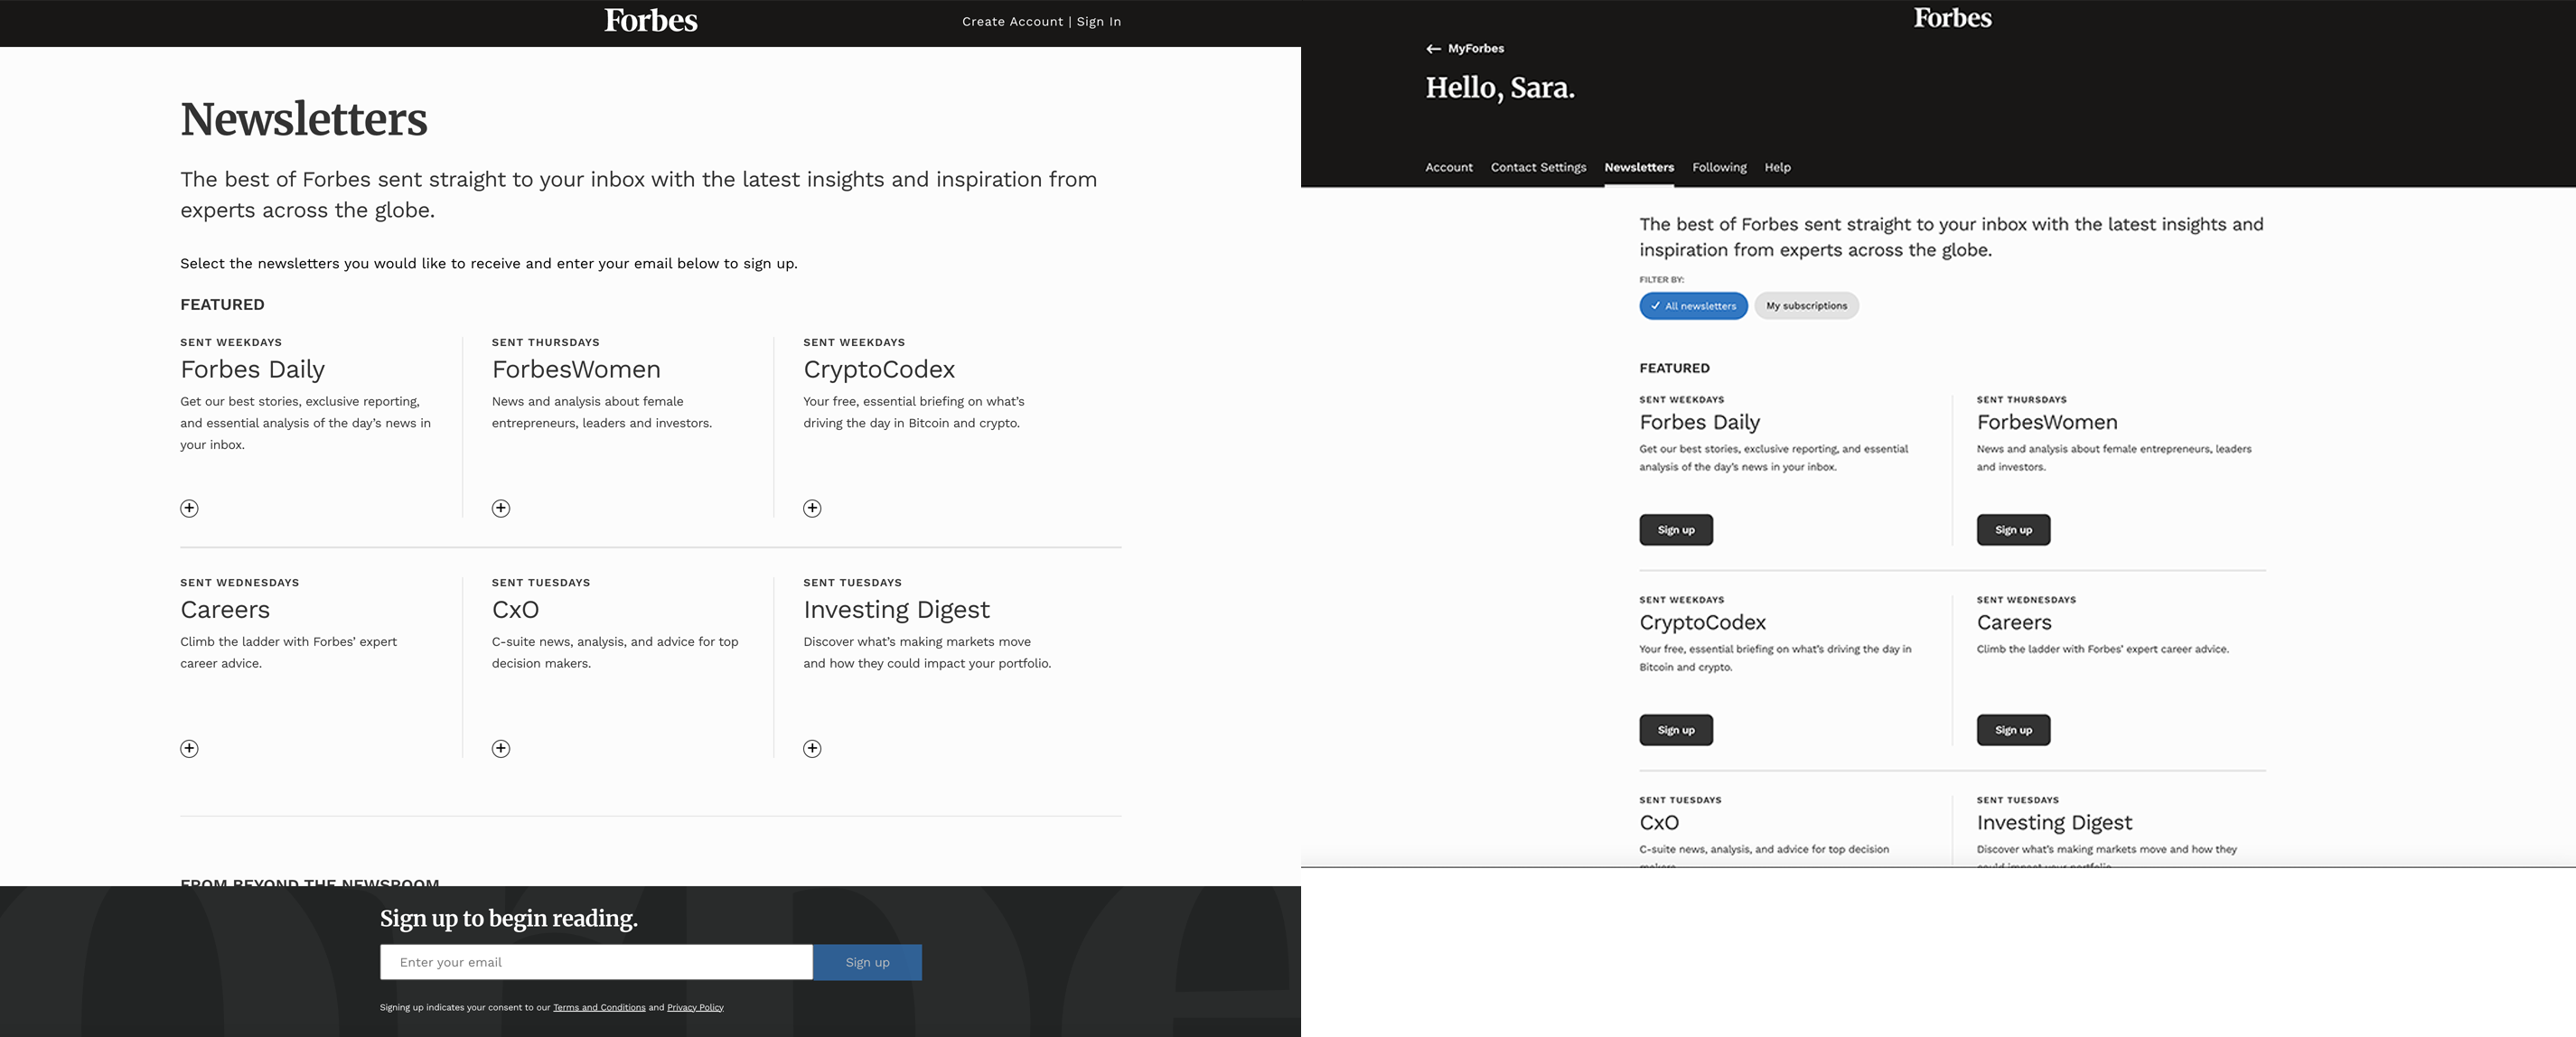 Forbes
Create Account | Sign In
Newsletters
The best of Forbes sent straight to your inbox with the latest insights and inspiration from
experts across the globe.
Select the newsletters you would like to receive and enter your email below to sign up.
FEATURED
SENT WEEKDAYS
Forbes Daily
Get our best stories, exclusive reporting,
and essential analysis of the day's news in
your inbox.
SENT THURSDAYS
ForbesWomen
News and analysis about female
entrepreneurs, leaders and investors.
SENT WEEKDAYS
CryptoCodex
Your free, essential briefing on what's
driving the day in Bitcoin and crypto.
SENT WEDNESDAYS
Careers
Climb the ladder with Forbes' expert
career advice.
SENT TUESDAYS
CxO
C-suite news, analysis, and advice for top
decision makers.
SENT TUESDAYS
Investing Digest
Discover what's making markets move
and how they could impact your portfolio.
FROM BEYOND THE NEWSROOM
Sign up to begin reading.
Enter your email
Sign up
Signing up indicates your consent to our Terms and Conditions and Privacy Policy
Forbes
← MyForbes
Hello, Sara.
Account Contact Settings Newsletters Following Help
The best of Forbes sent straight to your inbox with the latest insights and
inspiration from experts across the globe.
FILTER BY:
✓ All newsletters
My subscriptions
FEATURED
SENT WEEKDAYS
Forbes Daily
Get our best stories, exclusive reporting, and essential
analysis of the day's news in your inbox.
Sign up
SENT THURSDAYS
ForbesWomen
News and analysis about female entrepreneurs, leaders
and investors.
Sign up
SENT WEEKDAYS
CryptoCodex
Your free, essential briefing on what's driving the day in
Bitcoin and crypto.
Sign up
SENT WEDNESDAYS
Careers
Climb the ladder with Forbes' expert career advice.
Sign up
SENT TUESDAYS
CxO
C-suite news, analysis, and advice for top decision
makers.
SENT TUESDAYS
Investing Digest
Discover what's making markets move and how they
could impact your portfolio.